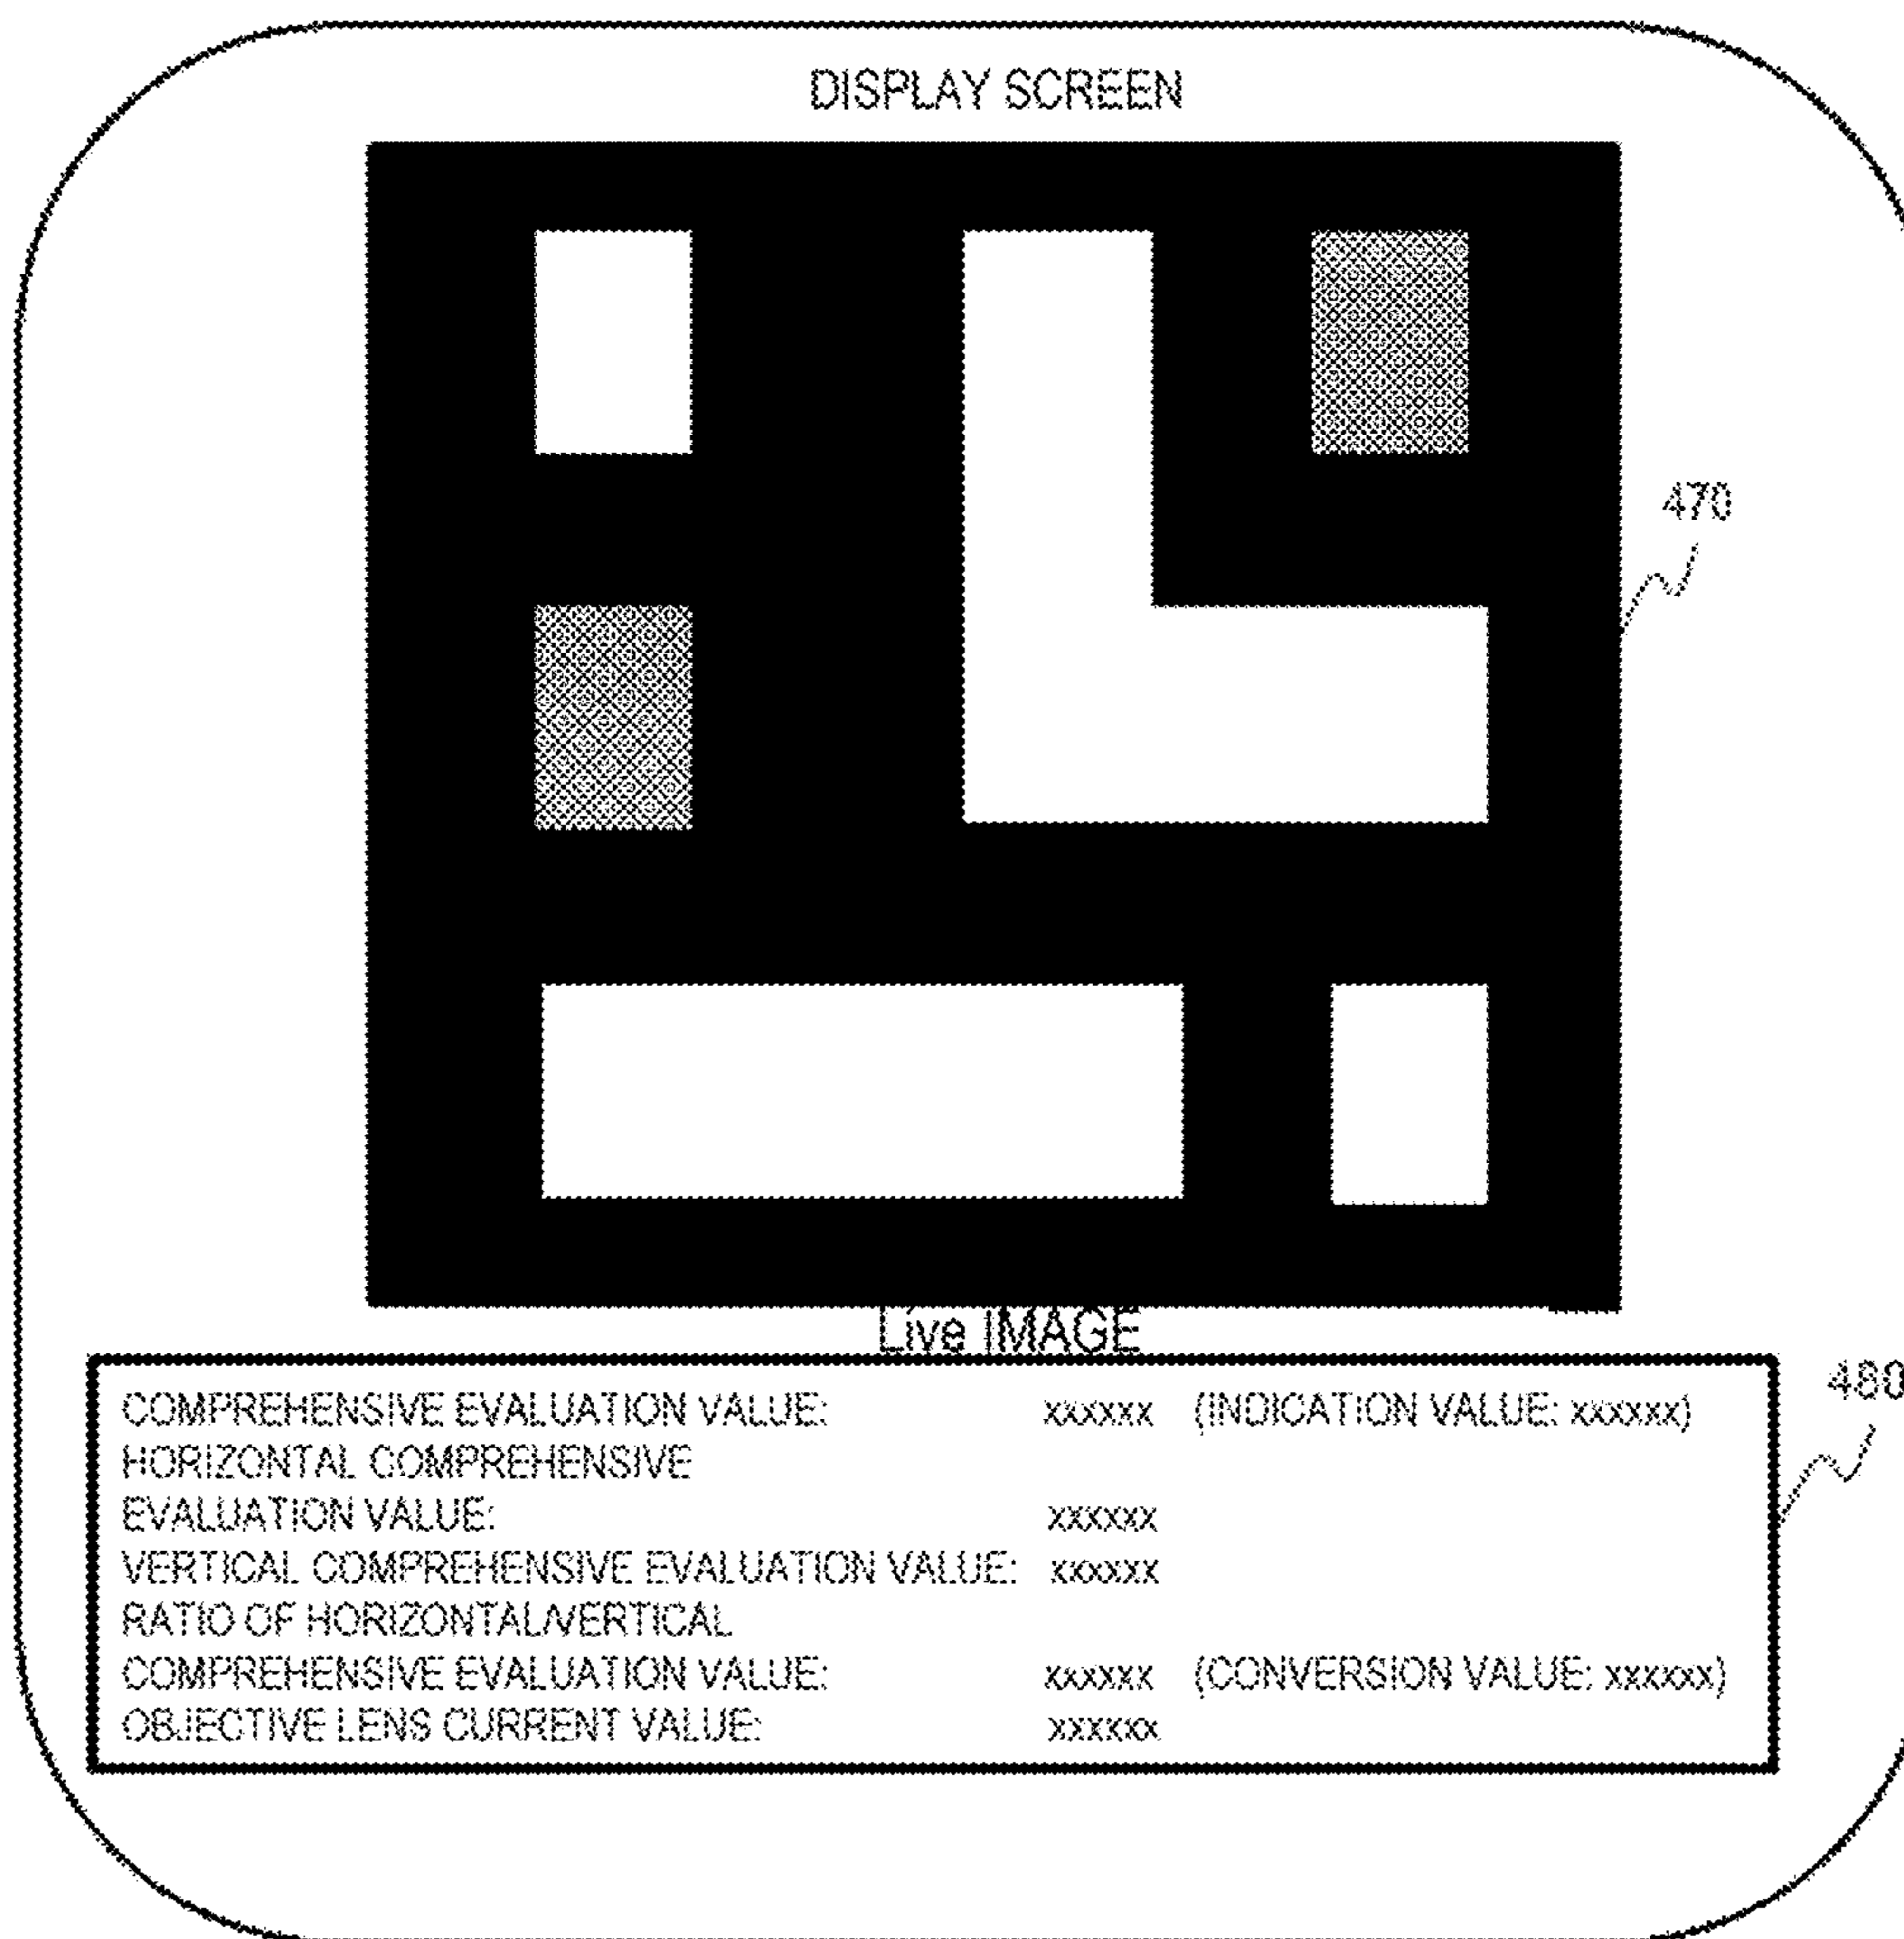 DISPLAY SCREEN
470
Live IMAGE
480
COMPREHENSIVE EVALUATION VALUE: xxxxxx (INDICATION VALUE: xxxxxx)
HORIZONTAL COMPREHENSIVE
EVALUATION VALUE: xxxxxx
VERTICAL COMPREHENSIVE EVALUATION VALUE: xxxxxx
RATIO OF HORIZONTAL/VERTICAL
COMPREHENSIVE EVALUATION VALUE: xxxxxx (CONVERSION VALUE: xxxxxx)
OBJECTIVE LENS CURRENT VALUE: xxxxxx